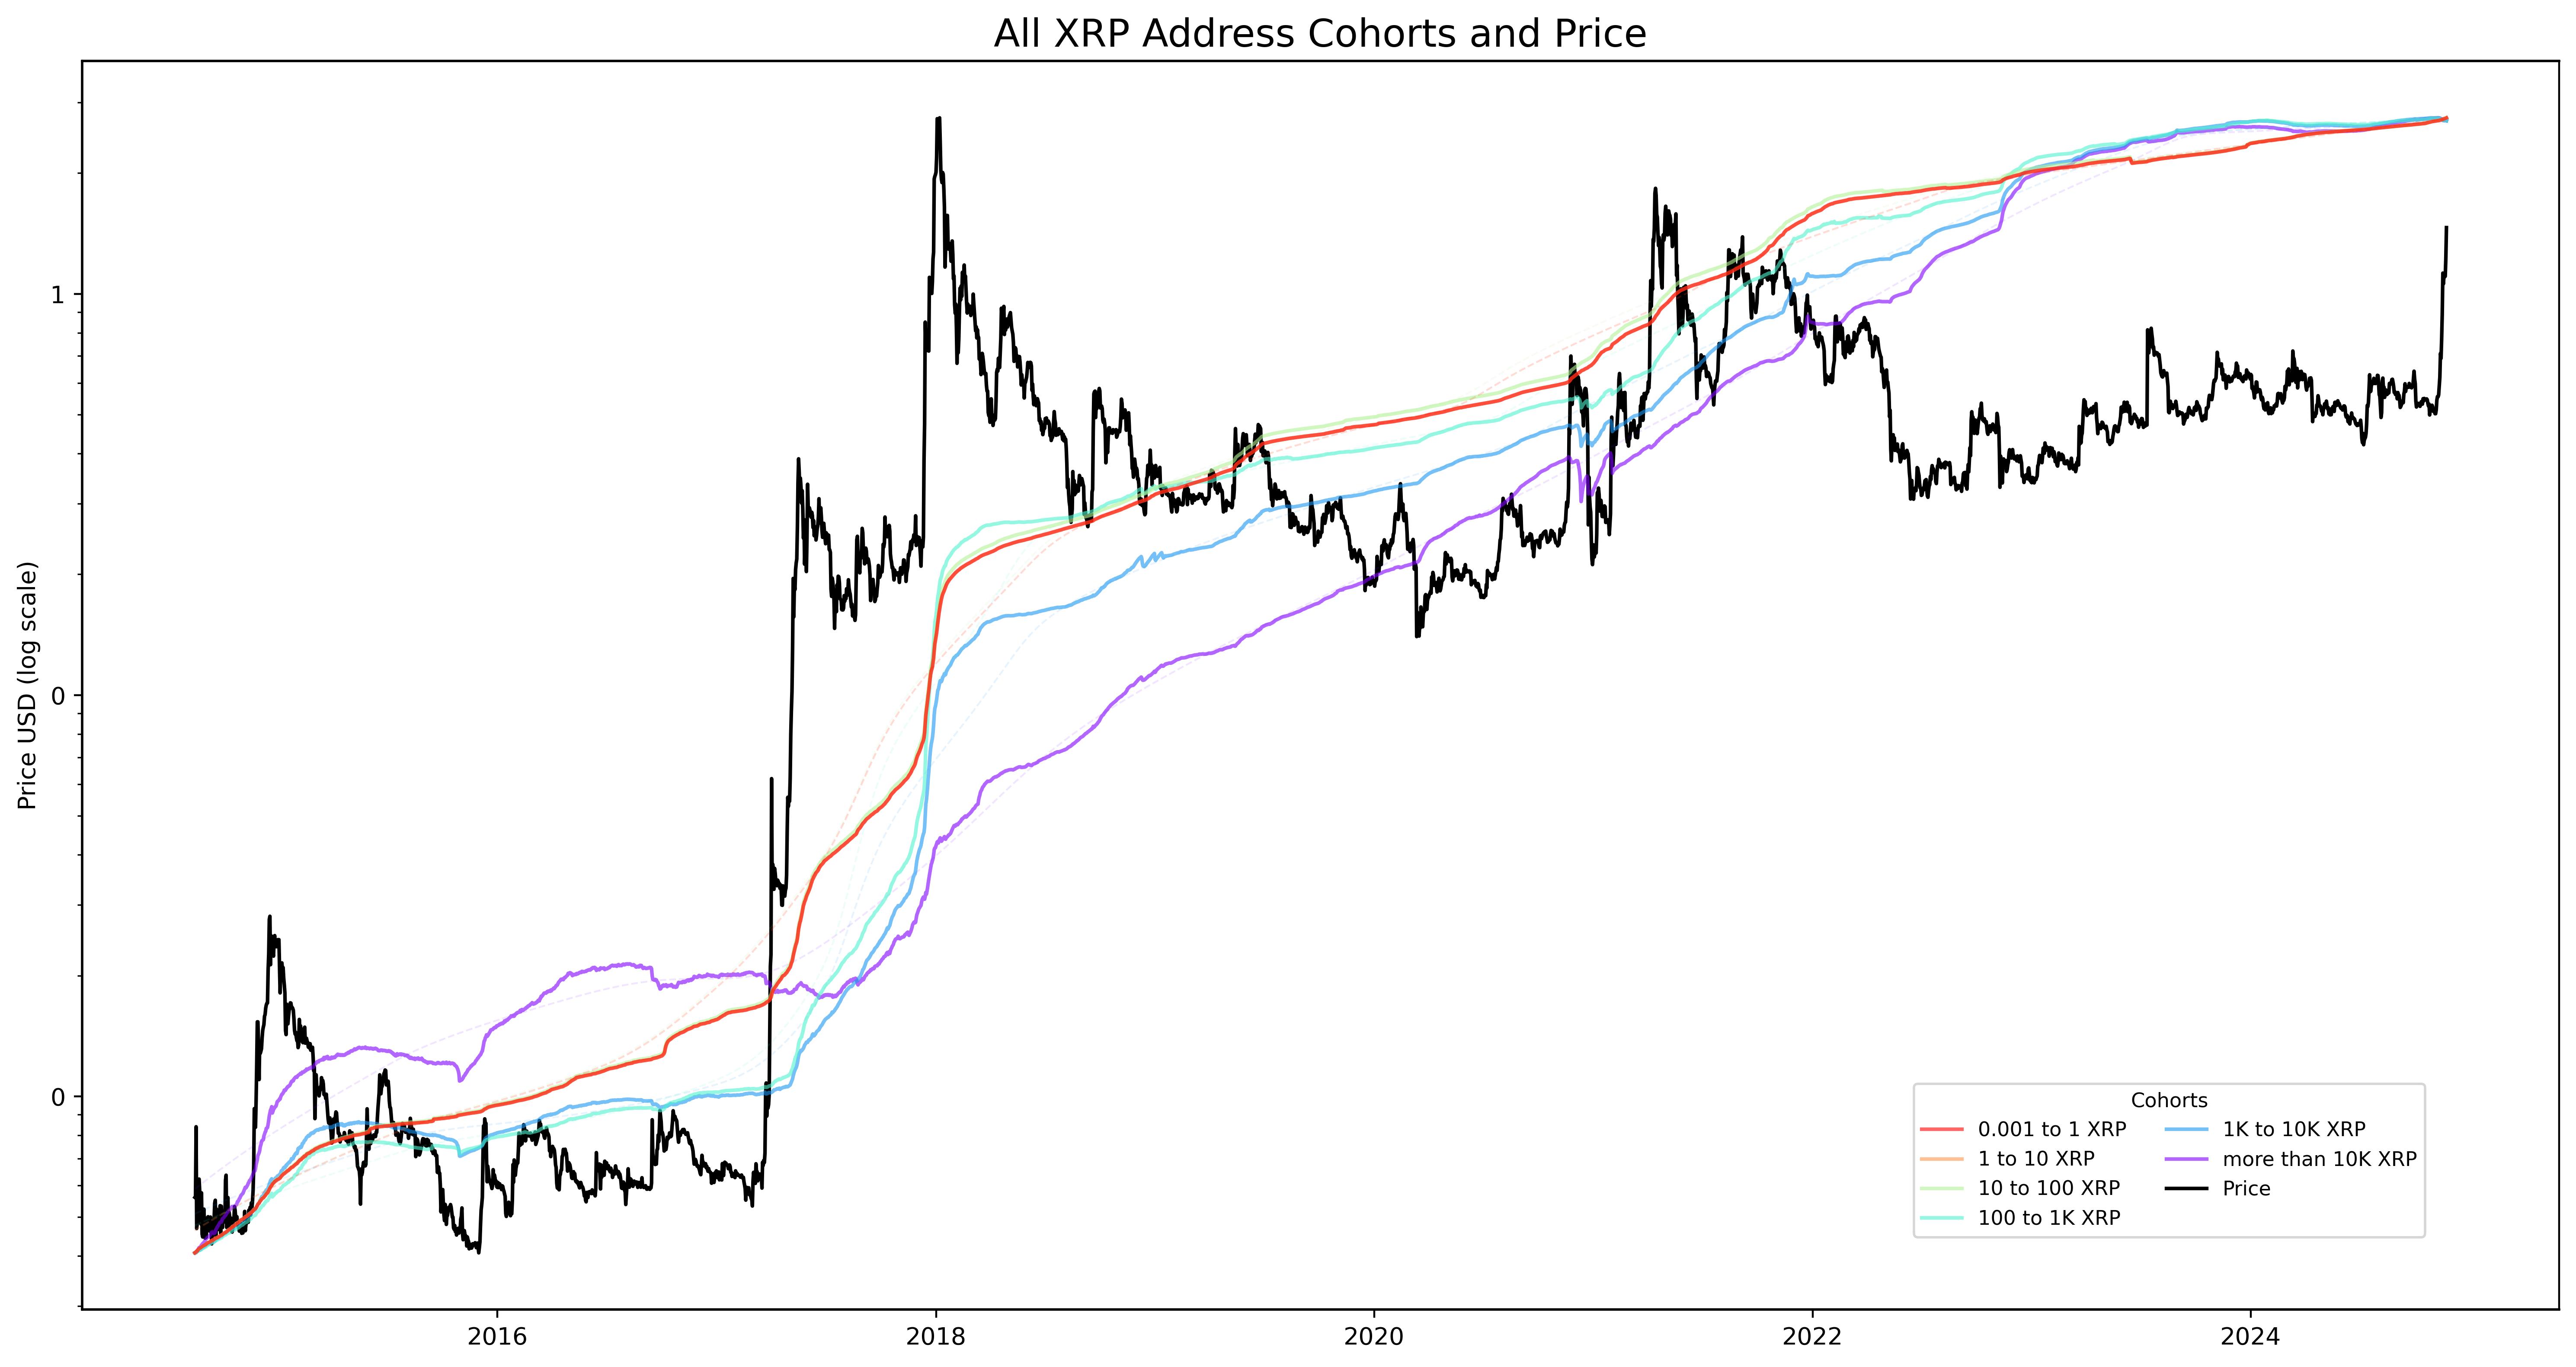 All XRP Address Cohorts and Price
Price USD (log scale)
1
0
0
2016
2018
2020
2022
2024
Cohorts
0.001 to 1 XRP
1 to 10 XRP
10 to 100 XRP
100 to 1K XRP
1K to 10K XRP
more than 10K XRP
Price